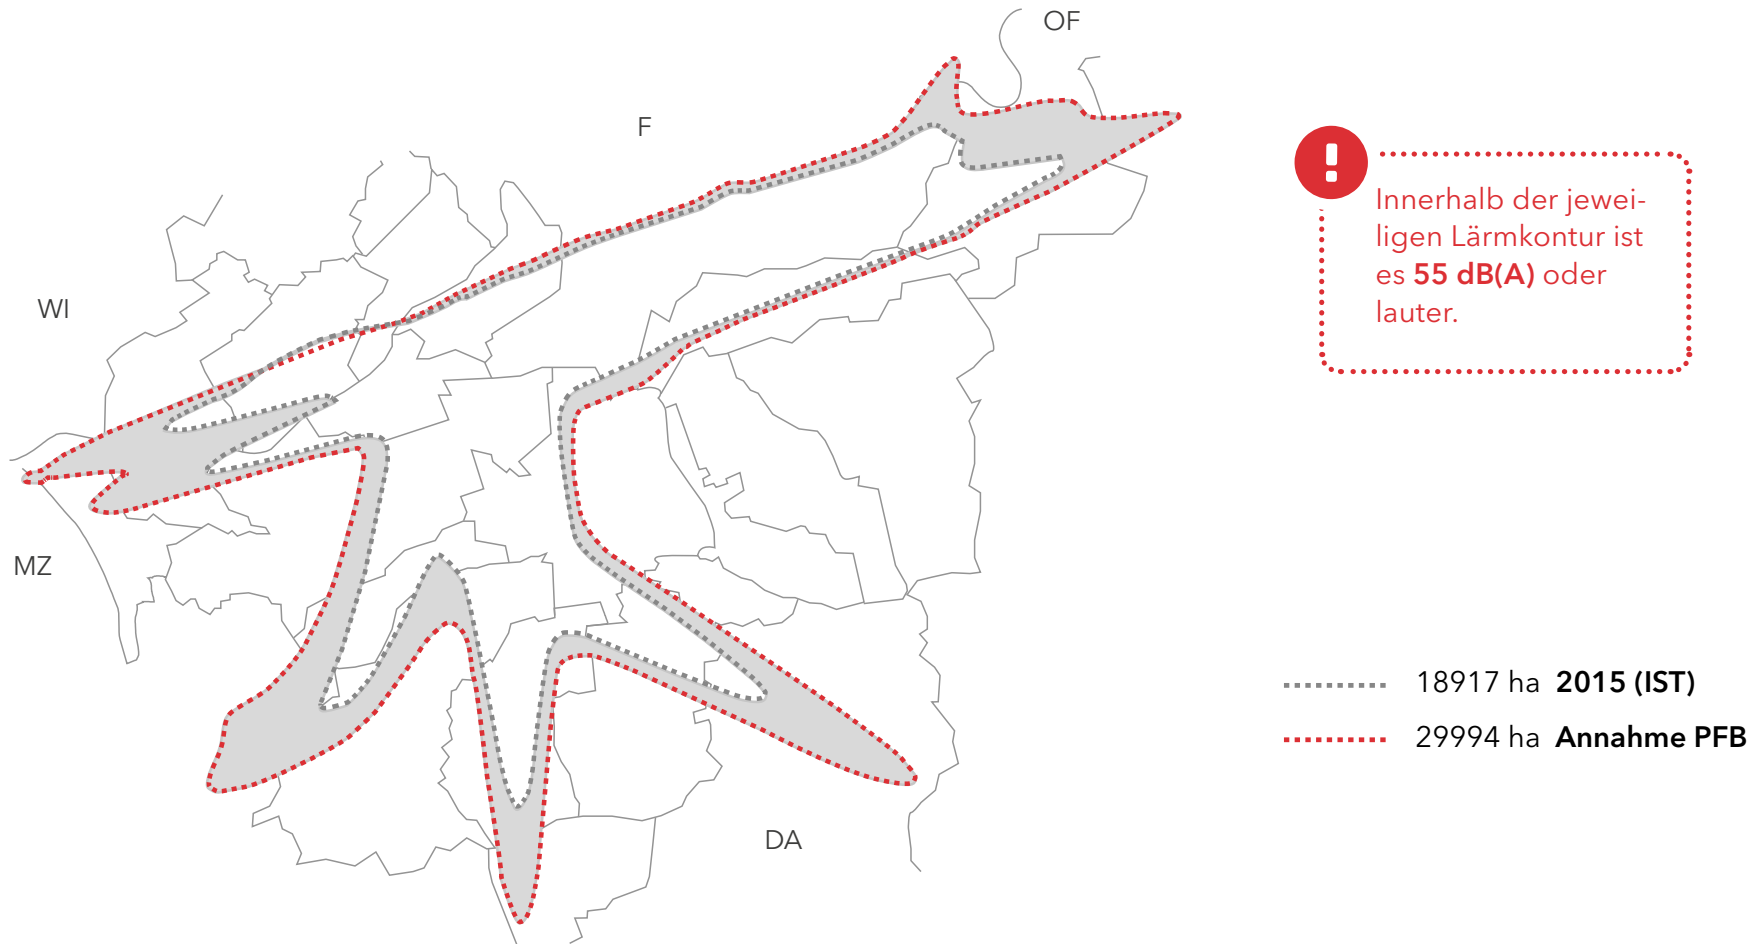 OF
F
WI
MZ
DA
!
Innerhalb der jewei-
ligen Lärmkontur ist
es 55 dB(A) oder
lauter.
18917 ha 2015 (IST)
29994 ha Annahme PFB